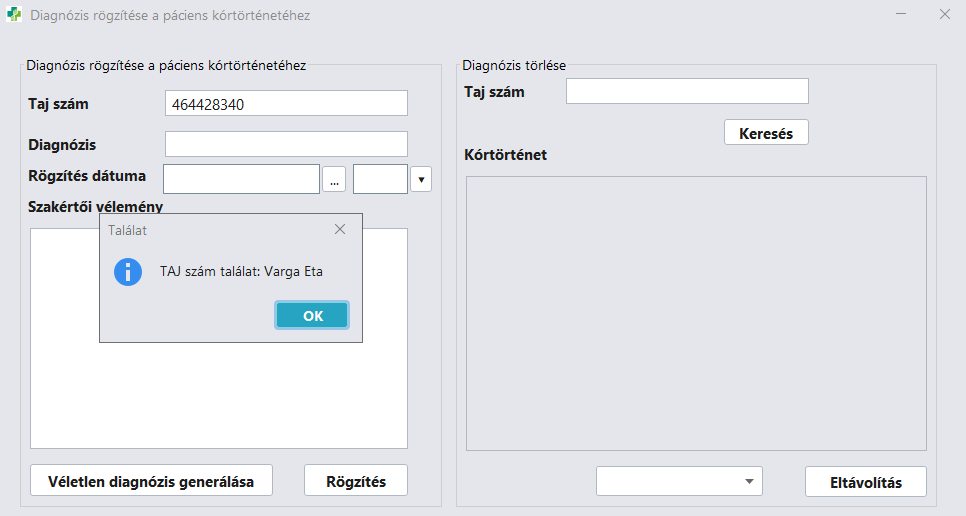 Diagnózis rögzítése a páciens kórtörténetéhez
Diagnózis rögzítése a páciens kórtörténetéhez
Taj szám
464428340
Diagnózis
Rögzítés dátuma
...
Szakértői vélemény
Találat
TAJ szám találat: Varga Eta
OK
Véletlen diagnózis generálása
Rögzítés
Diagnózis törlése
Taj szám
Keresés
Kórtörténet
Eltávolítás